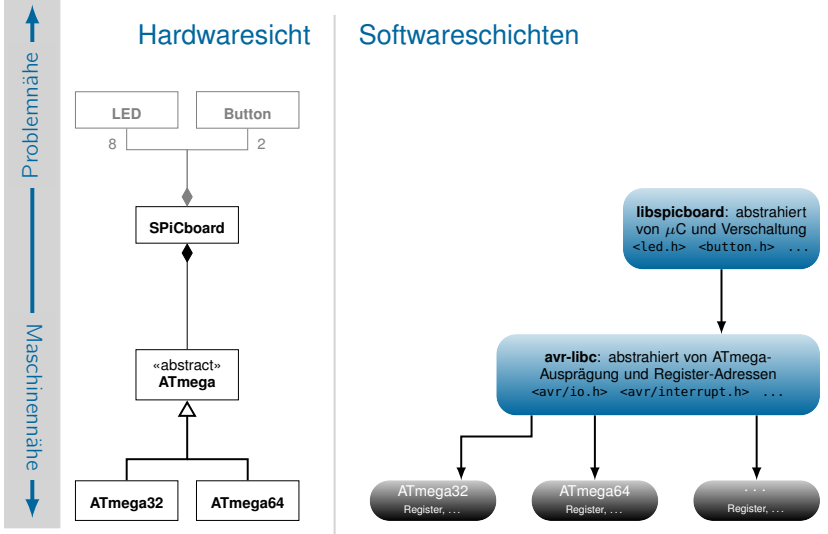 Problemnähe
Maschinennähe
Hardwaresicht
LED
Button
8
2
SPiCboard
«abstract»
ATmega
ATmega32
ATmega64
Softwareschichten
libspicboard: abstrahiert
von μC und Verschaltung
<led.h> <button.h> ...
avr-libc: abstrahiert von ATmega-
Ausprägung und Register-Adressen
<avr/io.h> <avr/interrupt.h> ...
ATmega32
Register, ...
ATmega64
Register, ...
...
Register, ...